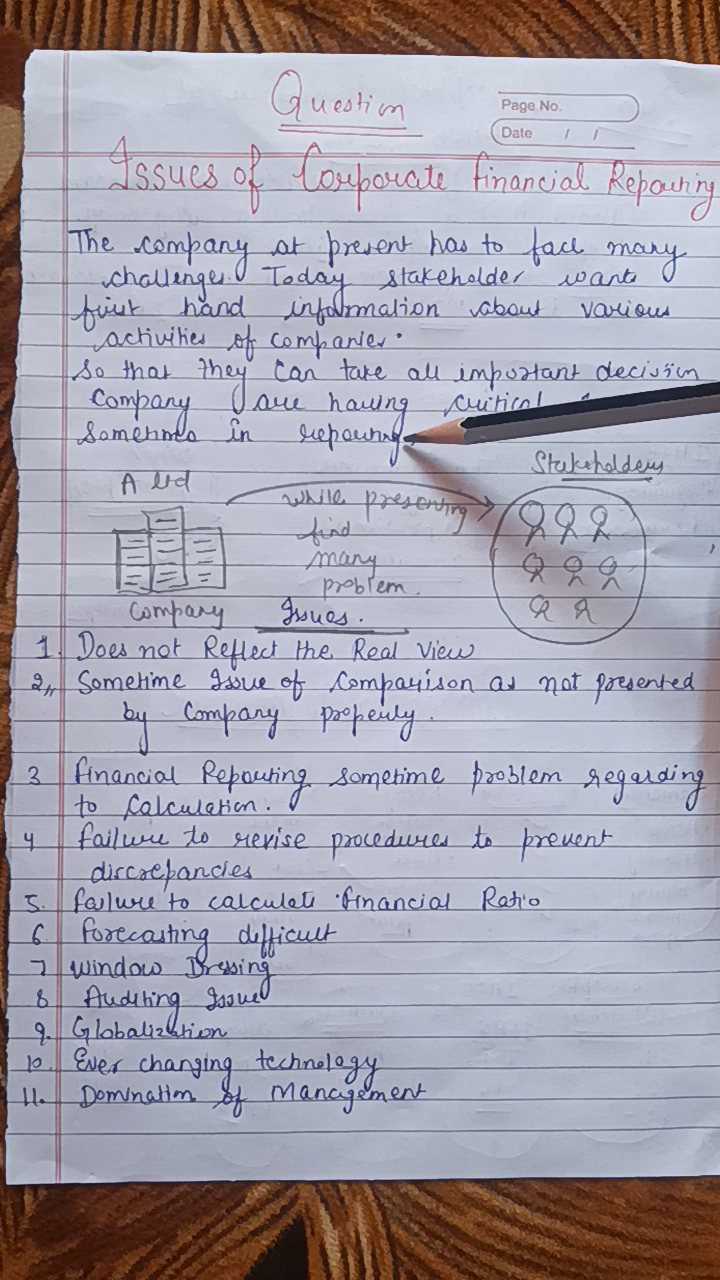 Question
Page No.
Date / /
Issues of Corporate Financial Reporting
The company at present has to face many
challenges. Today stakeholder wants
first hand information about various
activities of companies.
So that they can take all important decision
Company are having critical
sometimes in reporting
Stakeholders
A ltd
while presenting
find
many
problem.
Company
Issues.
1. Does not Reflect the Real View
2. Sometime Issue of Comparison as not presented
by Company properly.
3 Financial Reporting sometime problem regarding
to Calculation.
4 failure to revise procedures to prevent
discrepancies
5. failure to calculate financial Ratio
6 forecasting difficult
7 Window Dressing
8 Auditing Issue
9. Globalization
10. Ever changing technology
11. Domination of Management